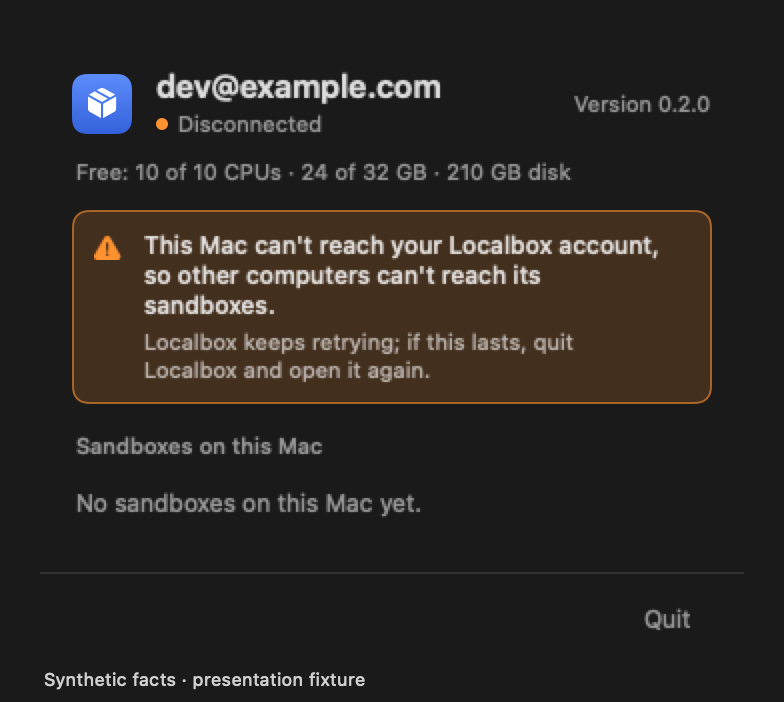 dev@example.com
Disconnected
Version 0.2.0
Free: 10 of 10 CPUs · 24 of 32 GB · 210 GB disk
This Mac can't reach your Localbox account,
so other computers can't reach its
sandboxes.
Localbox keeps retrying; if this lasts, quit
Localbox and open it again.
Sandboxes on this Mac
No sandboxes on this Mac yet.
Quit
Synthetic facts · presentation fixture